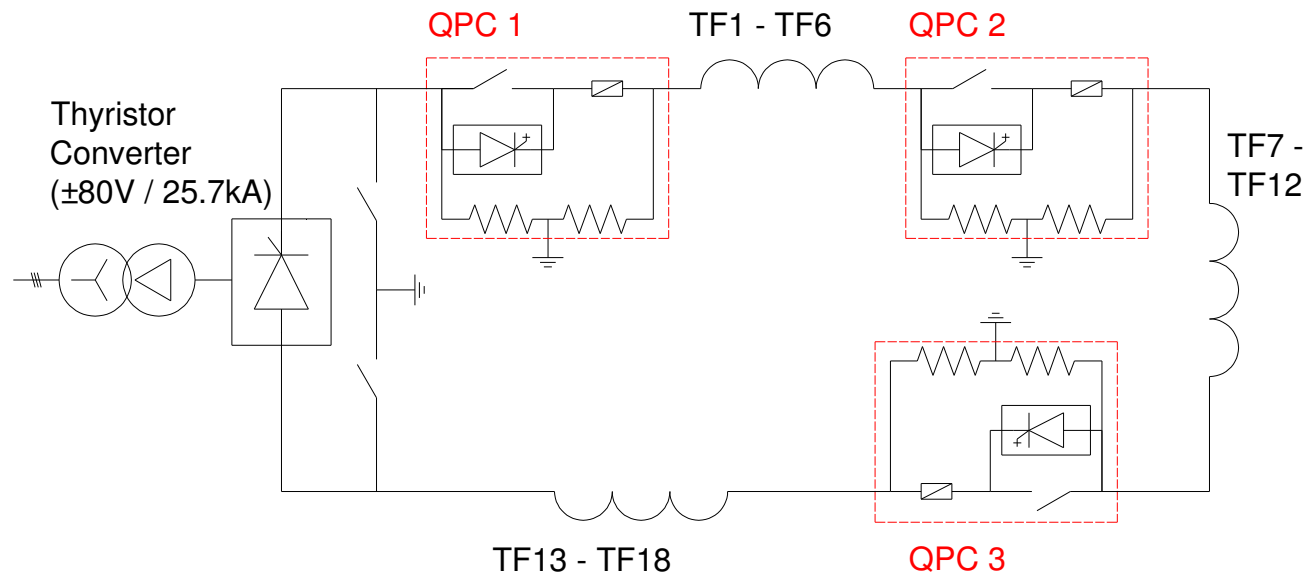 QPC 1
TF1 - TF6
QPC 2
Thyristor
Converter
(±80V / 25.7kA)
TF7 -
TF12
TF13 - TF18
QPC 3